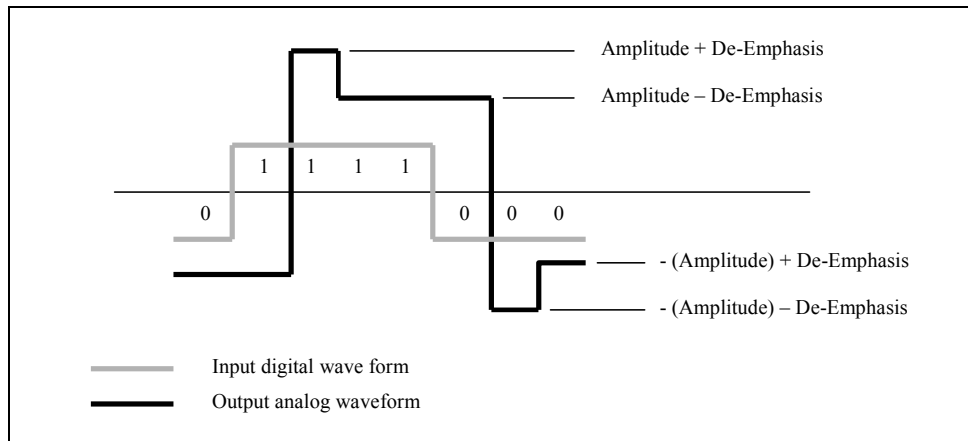 Amplitude + De-Emphasis
Amplitude – De-Emphasis
1 1 1 1
0 0 0 0
- (Amplitude) + De-Emphasis
- (Amplitude) – De-Emphasis
Input digital wave form
Output analog waveform